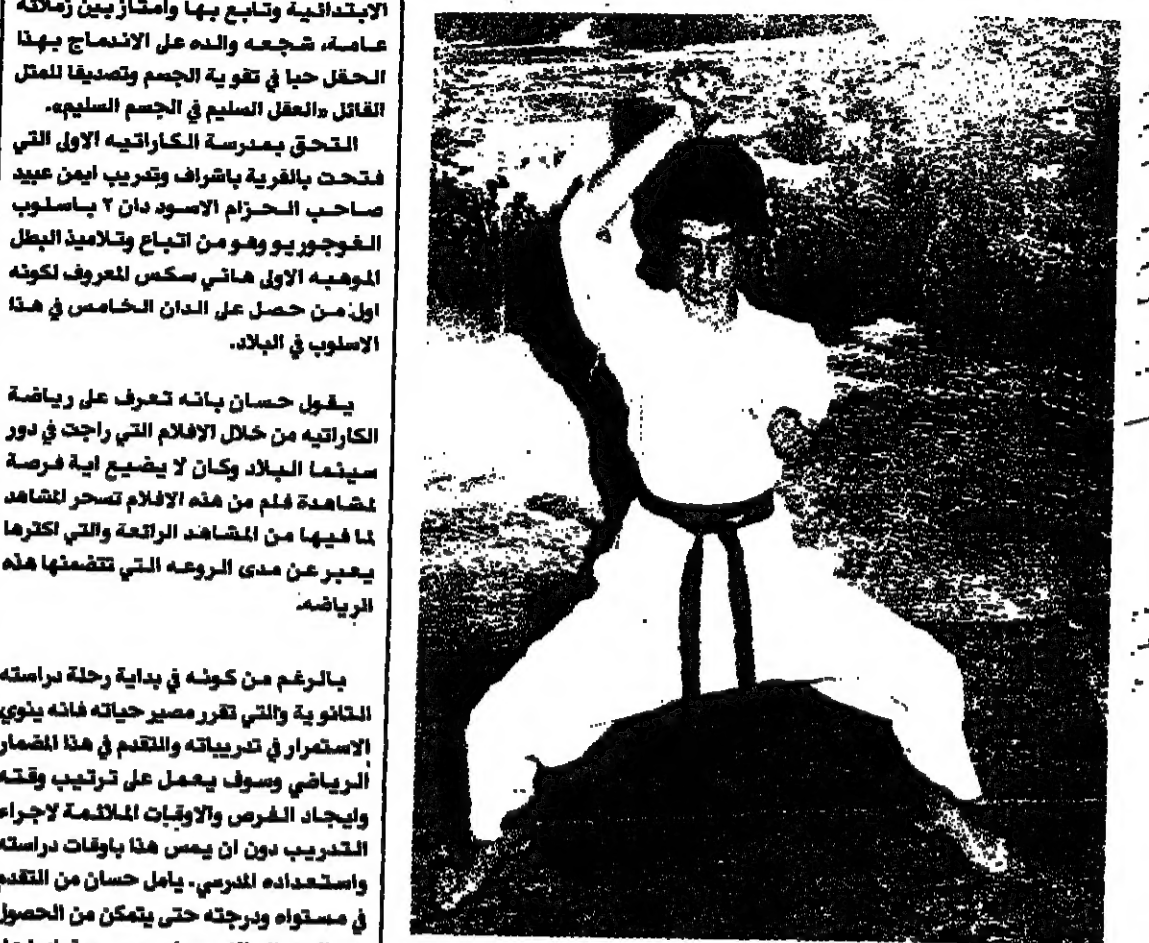 الابتدائية وتابع بها وامتاز بين زملائه
عامة، شجعه والده على الاندماج بهذا
الحقل حبا في تقوية الجسم وتصديقا للمثل
القائل «العقل السليم في الجسم السليم».
التحق بمدرسة الكاراتيه الاولى التي
فتحت بالقرية باشراف وتدريب ايمن عبيد
صاحب الحزام الاسود دان ٢ باسلوب
الغوجوريو وهو من اتباع وتلاميذ البطل
الموهبه الاولى هاني سكس المعروف لكونه
اول من حصل على الدان الخامس في هذا
الاسلوب في البلاد.
يقول حسان بانه تعرف على رياضة
الكاراتيه من خلال الافلام التي راجت في دور
سينما البلاد وكان لا يضيع اية فرصة
لمشاهدة فلم من هذه الافلام تسحر المشاهد
لما فيها من المشاهد الرائعة والتي اكثرها
يعبر عن مدى الروعه التي تتضمنها هذه
الرياضه.
بالرغم من كونه في بداية رحلة دراسته
الثانوية والتي تقرر مصير حياته فانه ينوي
الاستمرار في تدريباته والتقدم في هذا المضمار
الرياضي وسوف يعمل على ترتيب وقته
وايجاد الفرص والاوقات الملائمة لاجراء
التدريب دون ان يمس هذا باوقات دراسته
واستعداده المدرسي. يامل حسان من التقدم
في مستواه ودرجته حتى يتمكن من الحصول